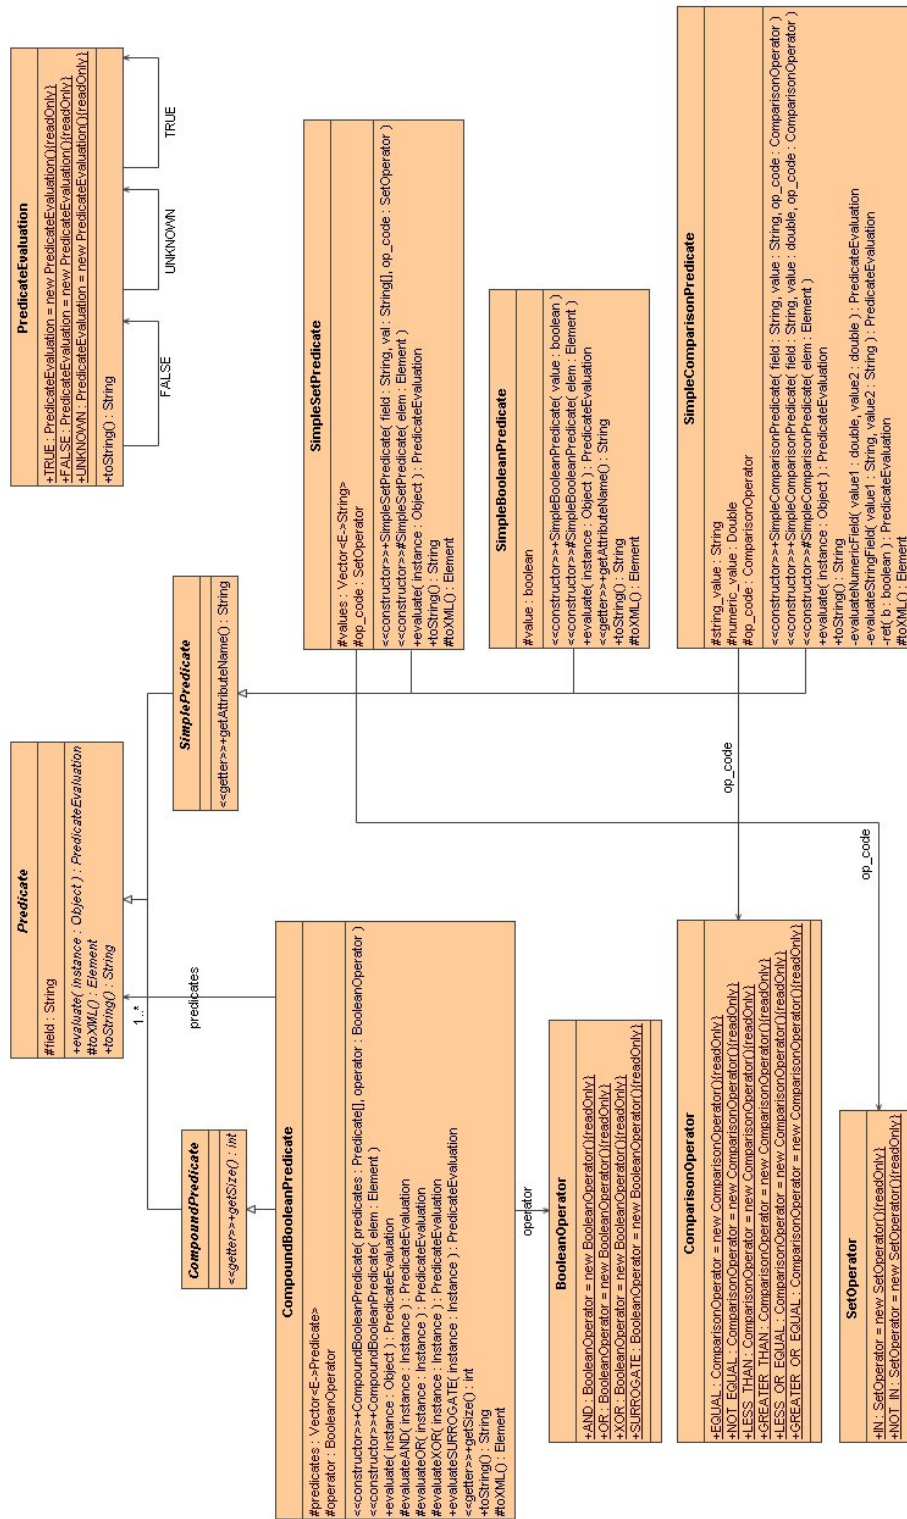 Predicate
#field : String
+evaluate( instance : Object ) : PredicateEvaluation
#toXML() : Element
+toString() : String
PredicateEvaluation
+TRUE : PredicateEvaluation = new PredicateEvaluation(){readOnly}
+FALSE : PredicateEvaluation = new PredicateEvaluation(){readOnly}
+UNKNOWN : PredicateEvaluation = new PredicateEvaluation(){readOnly}
+toString() : String
FALSE
UNKNOWN
TRUE
1..*
predicates
CompoundPredicate
<<getter>>+getSize() : int
SimplePredicate
<<getter>>+getAttributeName() : String
CompoundBooleanPredicate
#predicates : Vector<E->Predicate>
#operator : BooleanOperator
<<constructor>>+CompoundBooleanPredicate( predicates : Predicate[], operator : BooleanOperator )
<<constructor>>+CompoundBooleanPredicate( elem : Element )
+evaluate( instance : Object ) : PredicateEvaluation
#evaluateAND( instance : Instance ) : PredicateEvaluation
#evaluateOR( instance : Instance ) : PredicateEvaluation
#evaluateXOR( instance : Instance ) : PredicateEvaluation
+evaluateSURROGATE( instance : Instance ) : PredicateEvaluation
<<getter>>+getSize() : int
+toString() : String
#toXML() : Element
SimpleSetPredicate
#values : Vector<E->String>
#op_code : SetOperator
<<constructor>>+SimpleSetPredicate( field : String, val : String[], op_code : SetOperator )
<<constructor>>#SimpleSetPredicate( elem : Element )
+evaluate( instance : Object ) : PredicateEvaluation
+toString() : String
#toXML() : Element
SimpleBooleanPredicate
#value : boolean
<<constructor>>+SimpleBooleanPredicate( value : boolean )
<<constructor>>#SimpleBooleanPredicate( elem : Element )
+evaluate( instance : Object ) : PredicateEvaluation
<<getter>>+getAttributeName() : String
+toString() : String
#toXML() : Element
operator
BooleanOperator
+AND : BooleanOperator = new BooleanOperator(){readOnly}
+OR : BooleanOperator = new BooleanOperator(){readOnly}
+XOR : BooleanOperator = new BooleanOperator(){readOnly}
+SURROGATE : BooleanOperator = new BooleanOperator(){readOnly}
SimpleComparisonPredicate
#string_value : String
#numeric_value : Double
#op_code : ComparisonOperator
<<constructor>>+SimpleComparisonPredicate( field : String, value : String, op_code : ComparisonOperator )
<<constructor>>+SimpleComparisonPredicate( field : String, value : double, op_code : ComparisonOperator )
<<constructor>>#SimpleComparisonPredicate( elem : Element )
+evaluate( instance : Object ) : PredicateEvaluation
+toString() : String
-evaluateNumericField( value1 : double, value2 : double ) : PredicateEvaluation
-evaluateStringField( value1 : String, value2 : String ) : PredicateEvaluation
-ret( b : boolean ) : PredicateEvaluation
#toXML() : Element
op_code
ComparisonOperator
+EQUAL : ComparisonOperator = new ComparisonOperator(){readOnly}
+NOT_EQUAL : ComparisonOperator = new ComparisonOperator(){readOnly}
+LESS_THAN : ComparisonOperator = new ComparisonOperator(){readOnly}
+GREATER_THAN : ComparisonOperator = new ComparisonOperator(){readOnly}
+LESS_OR_EQUAL : ComparisonOperator = new ComparisonOperator(){readOnly}
+GREATER_OR_EQUAL : ComparisonOperator = new ComparisonOperator(){readOnly}
op_code
SetOperator
+IN : SetOperator = new SetOperator(){readOnly}
+NOT_IN : SetOperator = new SetOperator(){readOnly}